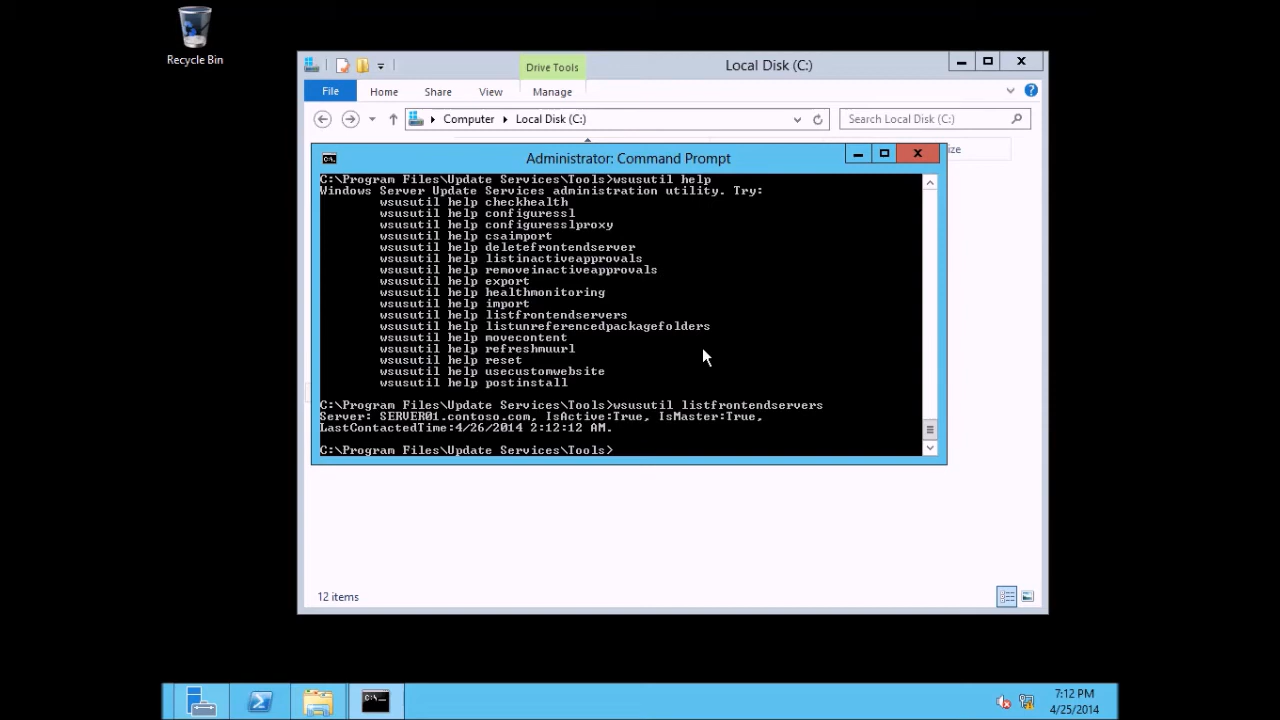 Recycle Bin
Drive Tools
Local Disk (C:)
File Home Share View Manage
Computer Local Disk (C:)
Search Local Disk (C:)
Administrator: Command Prompt
C:\Program Files\Update Services\Tools>wsusutil help
Windows Server Update Services administration utility. Try:
wsusutil help checkhealth
wsusutil help configuressl
wsusutil help configuresslproxy
wsusutil help csaimport
wsusutil help deletefrontendserver
wsusutil help listinactiveapprovals
wsusutil help removeinactiveapprovals
wsusutil help export
wsusutil help healthmonitoring
wsusutil help import
wsusutil help listfrontendservers
wsusutil help listunreferencedpackagefolders
wsusutil help movecontent
wsusutil help refreshmuurl
wsusutil help reset
wsusutil help usecustomwebsite
wsusutil help postinstall
C:\Program Files\Update Services\Tools>wsusutil listfrontendservers
Server: SERVER01.contoso.com, IsActive:True, IsMaster:True,
LastContactedTime:4/26/2014 2:12:12 AM.
C:\Program Files\Update Services\Tools>
12 items
7:12 PM
4/25/2014